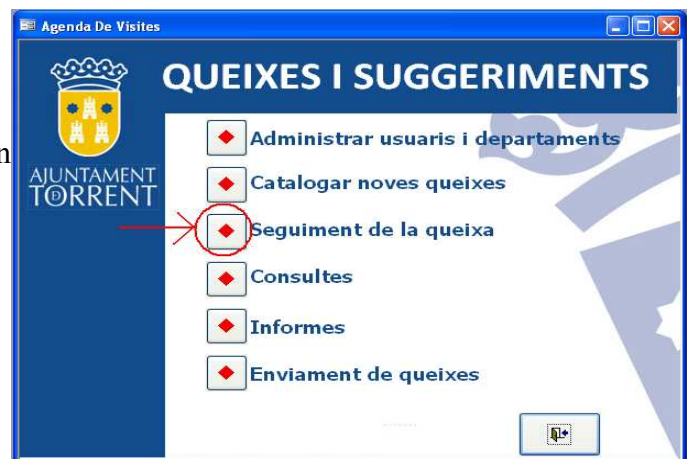 Agenda De Visites
QUEIXES I SUGGERIMENTS
n
AJUNTAMENT
TORRENT
Administrar usuaris i departaments
Catalogar noves queixes
Seguiment de la queixa
Consultes
Informes
Enviament de queixes